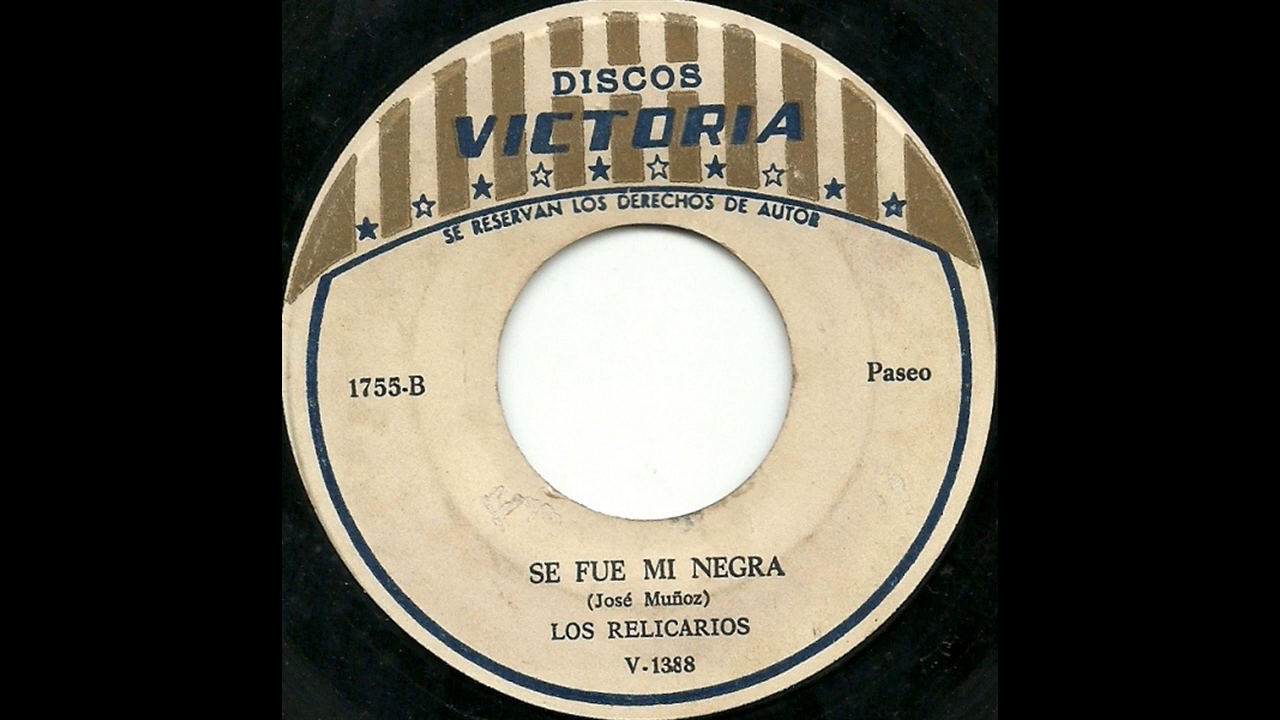 DISCOS
VICTORIA
SE RESERVAN LOS DERECHOS DE AUTOR
1755-B
Paseo
SE FUE MI NEGRA
(José Muñoz)
LOS RELICARIOS
V-1388